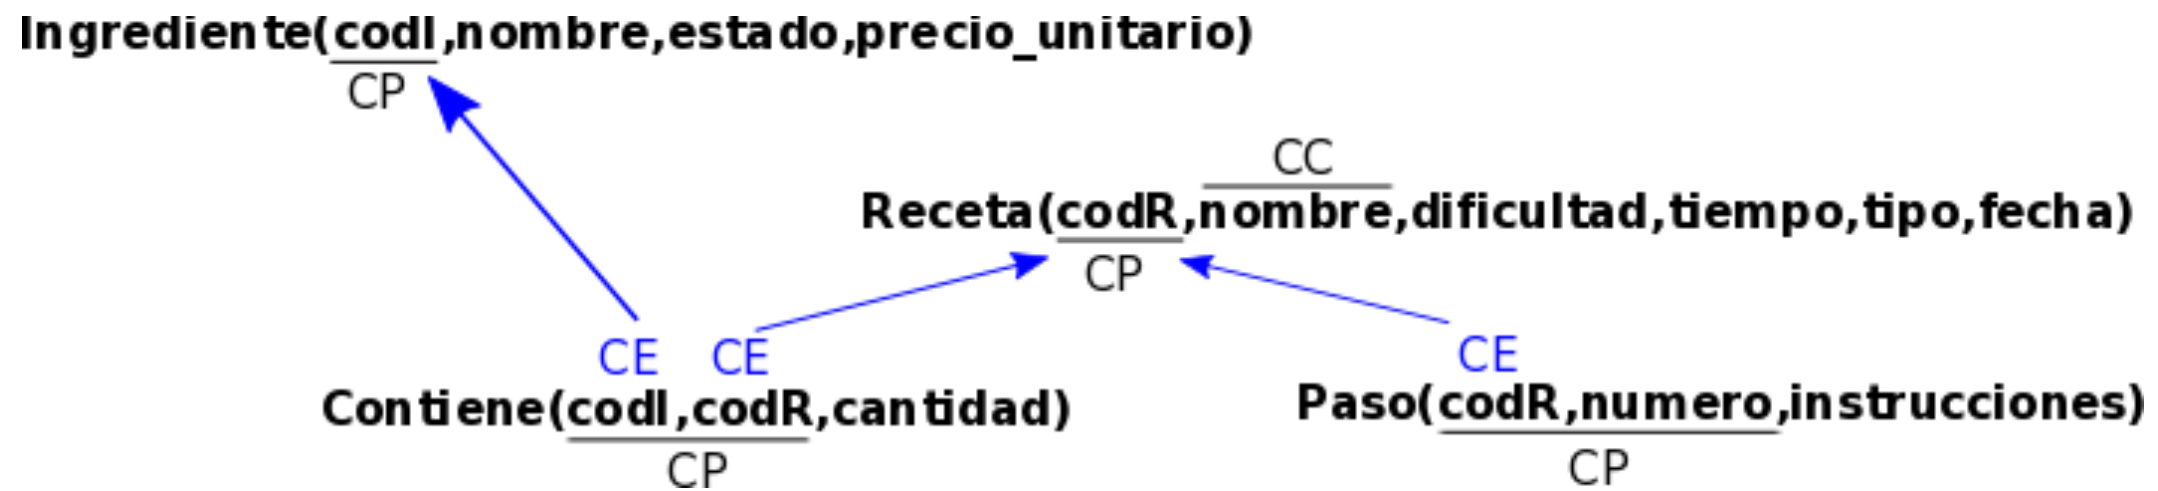 Ingrediente(codI,nombre,estado,precio_unitario)
CP
CC
Receta(codR,nombre,dificultad,tiempo,tipo,fecha)
CP
CE CE
CE
Contiene(codI,codR,cantidad)
Paso(codR,numero,instrucciones)
CP
CP